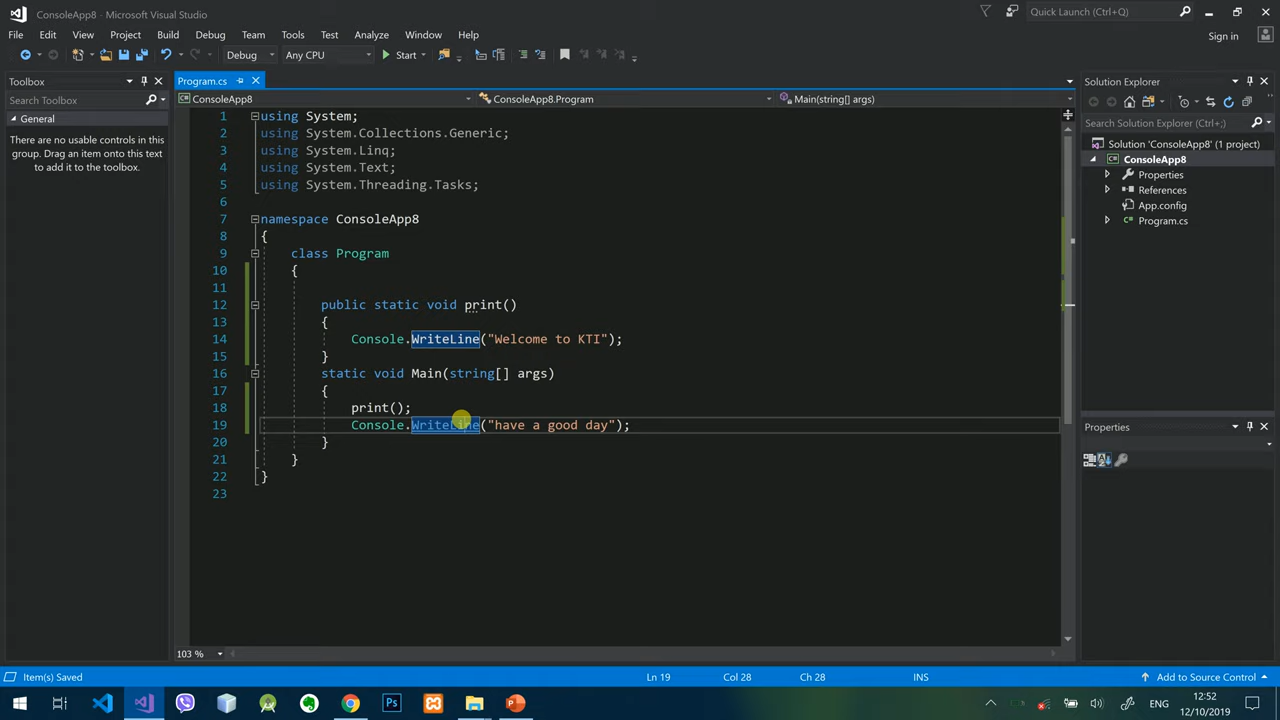 ConsoleApp8 - Microsoft Visual Studio
Quick Launch (Ctrl+Q)
File Edit View Project Build Debug Team Tools Test Analyze Window Help
Sign in
Debug Any CPU Start
Toolbox
Search Toolbox
General
There are no usable controls in this
group. Drag an item onto this text
to add it to the toolbox.
Program.cs
ConsoleApp8 ConsoleApp8.Program Main(string[] args)
1 using System;
2 using System.Collections.Generic;
3 using System.Linq;
4 using System.Text;
5 using System.Threading.Tasks;
6
7 namespace ConsoleApp8
8 {
9 class Program
10 {
11
12 public static void print()
13 {
14 Console.WriteLine("Welcome to KTI");
15 }
16 static void Main(string[] args)
17 {
18 print();
19 Console.WriteLine("have a good day");
20 }
21 }
22 }
23
103 %
Solution Explorer
Search Solution Explorer (Ctrl+;)
Solution 'ConsoleApp8' (1 project)
ConsoleApp8
Properties
References
App.config
Program.cs
Properties
Item(s) Saved Ln 19 Col 28 Ch 28 INS Add to Source Control
Ps
ENG
12:52
12/10/2019